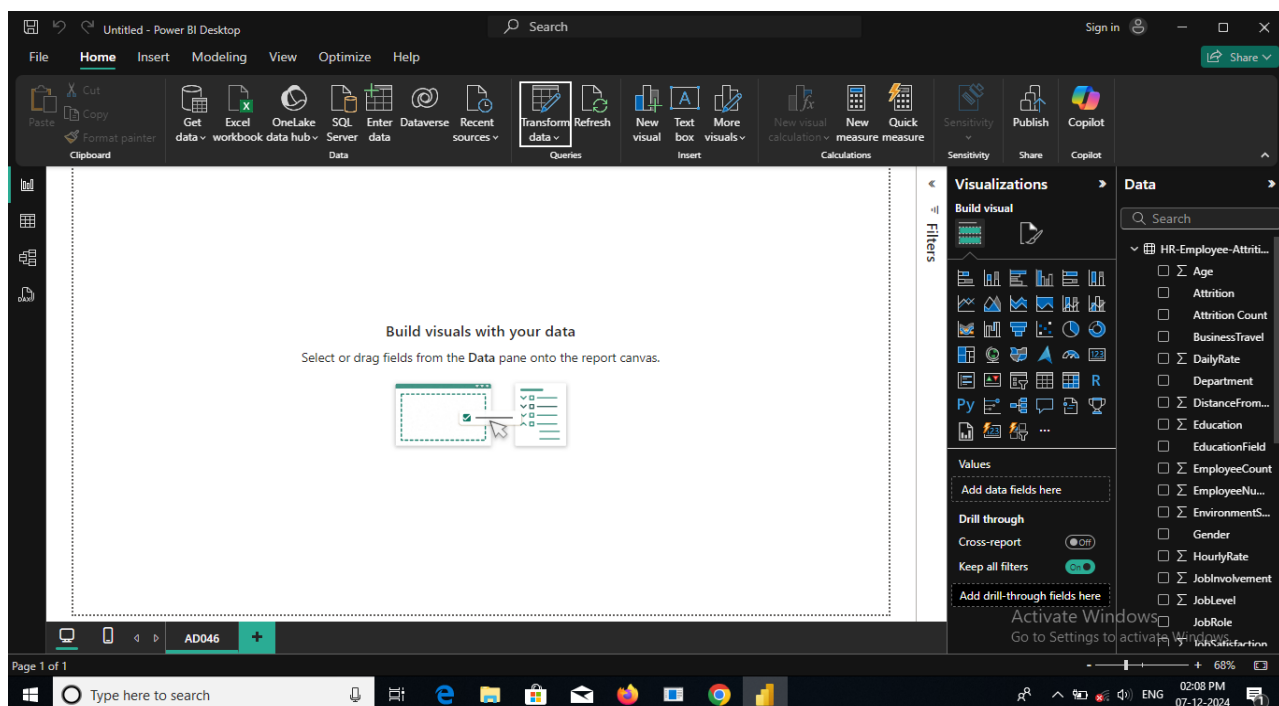 Untitled - Power BI Desktop
Search
Sign in
File Home Insert Modeling View Optimize Help
Share
Paste
Cut
Copy
Format painter
Get data
Excel workbook
OneLake data hub
SQL Server
Enter data
Dataverse
Recent sources
Transform data
Refresh
New visual
Text box
More visuals
New visual calculation
New measure
Quick measure
Sensitivity
Publish
Copilot
Clipboard Data Queries Insert Calculations Sensitivity Share Copilot
Build visuals with your data
Select or drag fields from the Data pane onto the report canvas.
Filters
Visualizations
Build visual
123
R
Py
...
Values
Add data fields here
Drill through
Cross-report
Off
Keep all filters
On
Add drill-through fields here
Data
Search
HR-Employee-Attriti...
Age
Attrition
Attrition Count
BusinessTravel
DailyRate
Department
DistanceFrom...
Education
EducationField
EmployeeCount
EmployeeNu...
EnvironmentS...
Gender
HourlyRate
JobInvolvement
JobLevel
JobRole
JobSatisfaction
Activate Windows
Go to Settings to activate Windows.
AD046
Page 1 of 1
- + 68%
Type here to search
ENG
02:08 PM
07-12-2024